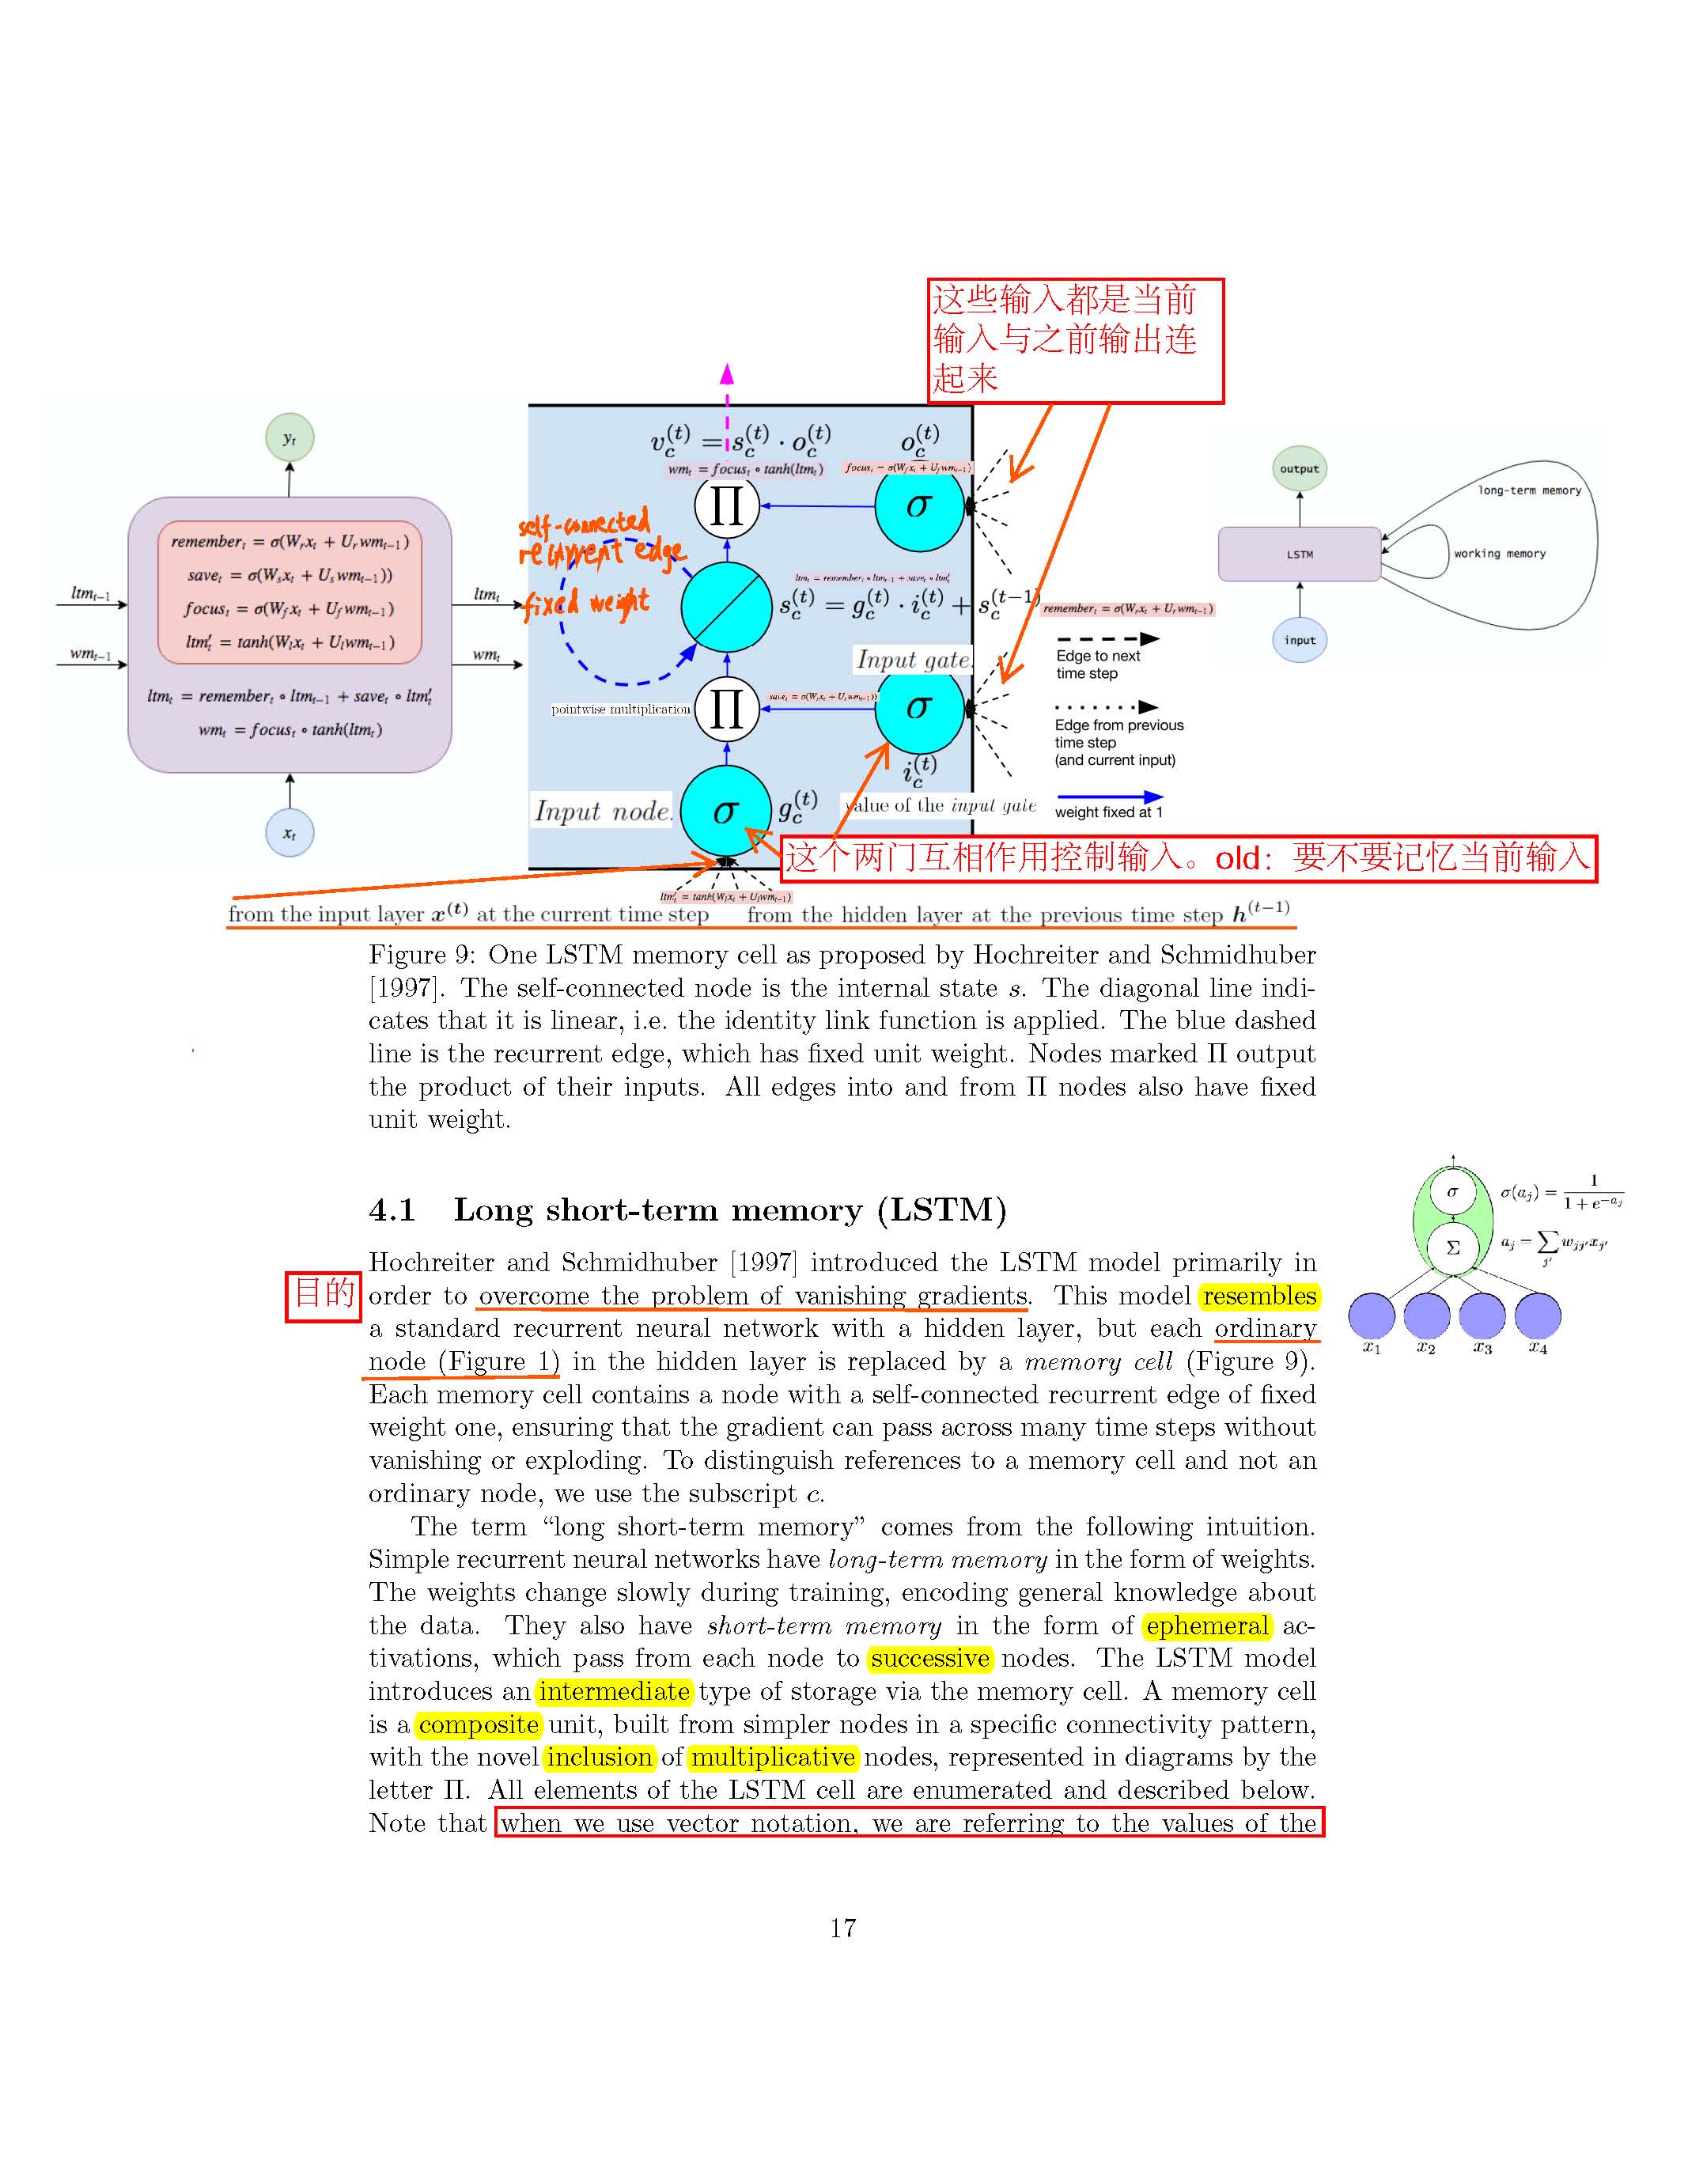 这些输入都是当前
输入与之前输出连
起来
y_t
remember_t = σ(W_r x_t + U_r wm_{t−1})
save_t = σ(W_s x_t + U_s wm_{t−1}))
focus_t = σ(W_f x_t + U_f wm_{t−1})
ltm'_t = tanh(W_l x_t + U_l wm_{t−1})
ltm_{t−1}
ltm_t
wm_{t−1}
wm_t
ltm_t = remember_t ∘ ltm_{t−1} + save_t ∘ ltm'_t
wm_t = focus_t ∘ tanh(ltm_t)
x_t
v_c^{(t)} = s_c^{(t)} · o_c^{(t)}
o_c^{(t)}
wm_t = focus_t ∘ tanh(ltm_t)
focus_t = σ(W_f x_t + U_f wm_{t−1})
Π
σ
self-connected
recurrent edge
fixed weight
ltm_t = remember_t ∘ ltm_{t−1} + save_t ∘ ltm'_t
s_c^{(t)} = g_c^{(t)} · i_c^{(t)} + s_c^{(t−1)}
remember_t = σ(W_r x_t + U_r wm_{t−1})
Input gate.
pointwise multiplication
Π
save_t = σ(W_s x_t + U_s wm_{t−1}))
σ
i_c^{(t)}
value of the input gate
Input node.
σ
g_c^{(t)}
Edge to next
time step
Edge from previous
time step
(and current input)
weight fixed at 1
output
long-term memory
LSTM
working memory
input
这个两门互相作用控制输入。old：要不要记忆当前输入
ltm'_t = tanh(W_l x_t + U_l wm_{t−1})
from the input layer x^{(t)} at the current time step from the hidden layer at the previous time step h^{(t−1)}
Figure 9: One LSTM memory cell as proposed by Hochreiter and Schmidhuber
[1997]. The self-connected node is the internal state s. The diagonal line indi-
cates that it is linear, i.e. the identity link function is applied. The blue dashed
line is the recurrent edge, which has fixed unit weight. Nodes marked Π output
the product of their inputs. All edges into and from Π nodes also have fixed
unit weight.
σ
σ(a_j) = 1 / (1 + e^{−a_j})
Σ
a_j = Σ_{j'} w_{jj'} x_{j'}
x_1 x_2 x_3 x_4
4.1 Long short-term memory (LSTM)
目的
Hochreiter and Schmidhuber [1997] introduced the LSTM model primarily in
order to overcome the problem of vanishing gradients. This model resembles
a standard recurrent neural network with a hidden layer, but each ordinary
node (Figure 1) in the hidden layer is replaced by a memory cell (Figure 9).
Each memory cell contains a node with a self-connected recurrent edge of fixed
weight one, ensuring that the gradient can pass across many time steps without
vanishing or exploding. To distinguish references to a memory cell and not an
ordinary node, we use the subscript c.
The term “long short-term memory” comes from the following intuition.
Simple recurrent neural networks have long-term memory in the form of weights.
The weights change slowly during training, encoding general knowledge about
the data. They also have short-term memory in the form of ephemeral ac-
tivations, which pass from each node to successive nodes. The LSTM model
introduces an intermediate type of storage via the memory cell. A memory cell
is a composite unit, built from simpler nodes in a specific connectivity pattern,
with the novel inclusion of multiplicative nodes, represented in diagrams by the
letter Π. All elements of the LSTM cell are enumerated and described below.
Note that when we use vector notation, we are referring to the values of the
17